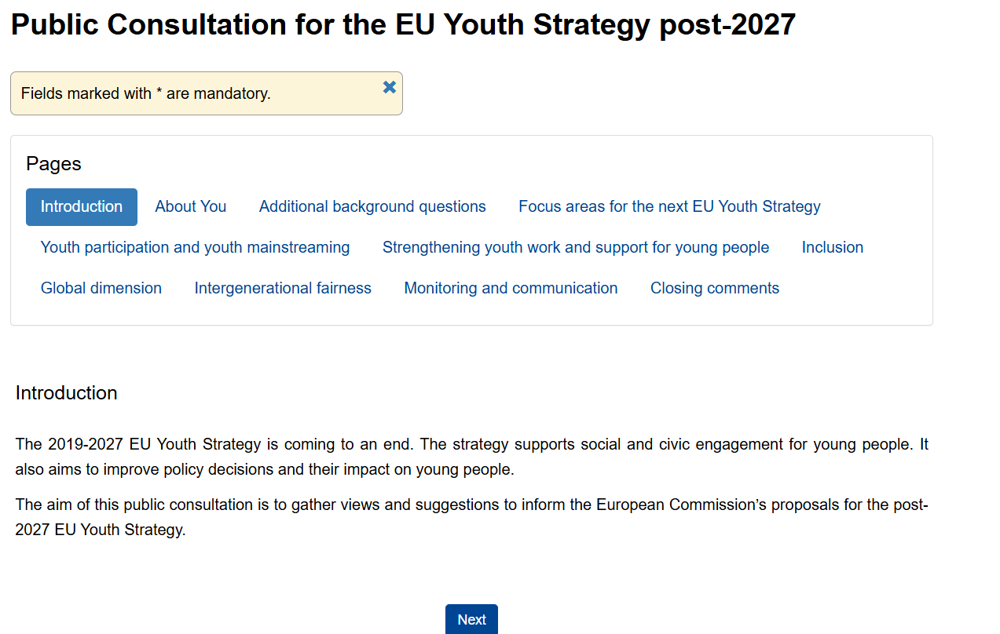 Public Consultation for the EU Youth Strategy post-2027
Fields marked with * are mandatory.
Pages
Introduction About You Additional background questions Focus areas for the next EU Youth Strategy
Youth participation and youth mainstreaming Strengthening youth work and support for young people Inclusion
Global dimension Intergenerational fairness Monitoring and communication Closing comments
Introduction
The 2019-2027 EU Youth Strategy is coming to an end. The strategy supports social and civic engagement for young people. It
also aims to improve policy decisions and their impact on young people.
The aim of this public consultation is to gather views and suggestions to inform the European Commission’s proposals for the post-
2027 EU Youth Strategy.
Next